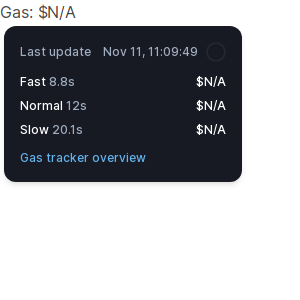 Gas: $N/A
Last update Nov 11, 11:09:49
Fast 8.8s $N/A
Normal 12s $N/A
Slow 20.1s $N/A
Gas tracker overview